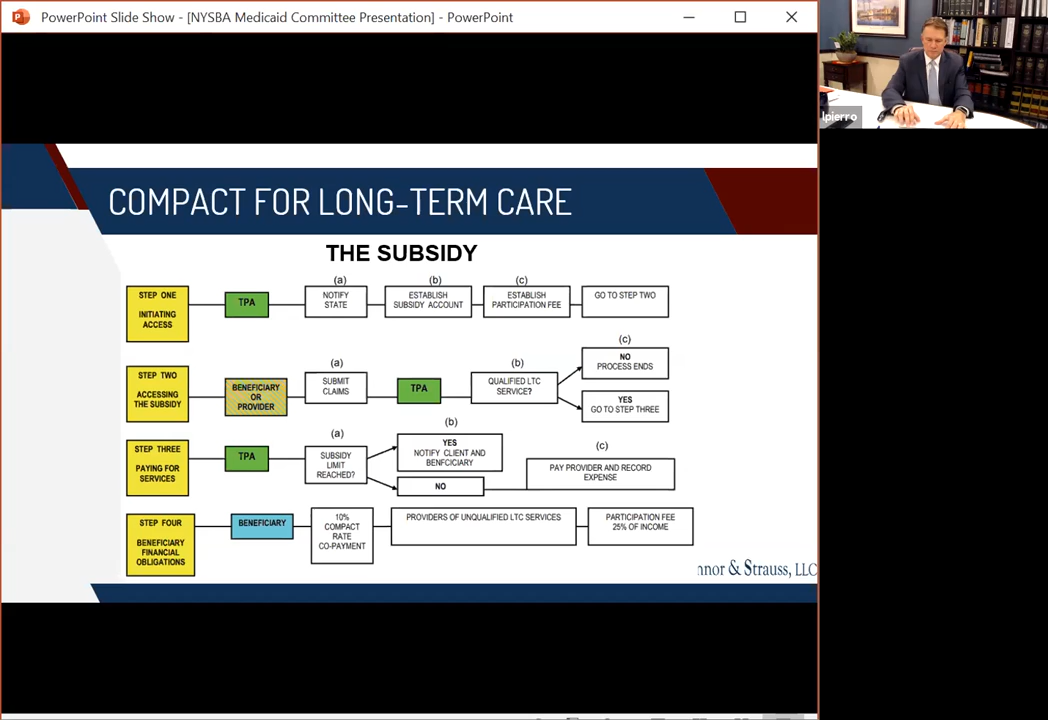 PowerPoint Slide Show - [NYSBA Medicaid Committee Presentation] - PowerPoint
lpierro
COMPACT FOR LONG-TERM CARE
THE SUBSIDY
(a)
(b)
(c)
STEP ONE
INITIATING
ACCESS
TPA
NOTIFY
STATE
ESTABLISH
SUBSIDY ACCOUNT
ESTABLISH
PARTICIPATION FEE
GO TO STEP TWO
(a)
(b)
(c)
STEP TWO
ACCESSING
THE SUBSIDY
BENEFICIARY
OR
PROVIDER
SUBMIT
CLAIMS
TPA
QUALIFIED LTC
SERVICE?
NO
PROCESS ENDS
YES
GO TO STEP THREE
(a)
(b)
(c)
STEP THREE
PAYING FOR
SERVICES
TPA
SUBSIDY
LIMIT
REACHED?
YES
NOTIFY CLIENT AND
BENFCICIARY
NO
PAY PROVIDER AND RECORD
EXPENSE
STEP FOUR
BENEFICIARY
FINANCIAL
OBLIGATIONS
BENEFICIARY
10%
COMPACT
RATE
CO-PAYMENT
PROVIDERS OF UNQUALIFIED LTC SERVICES
PARTICIPATION FEE
25% OF INCOME
nnor & Strauss, LLC